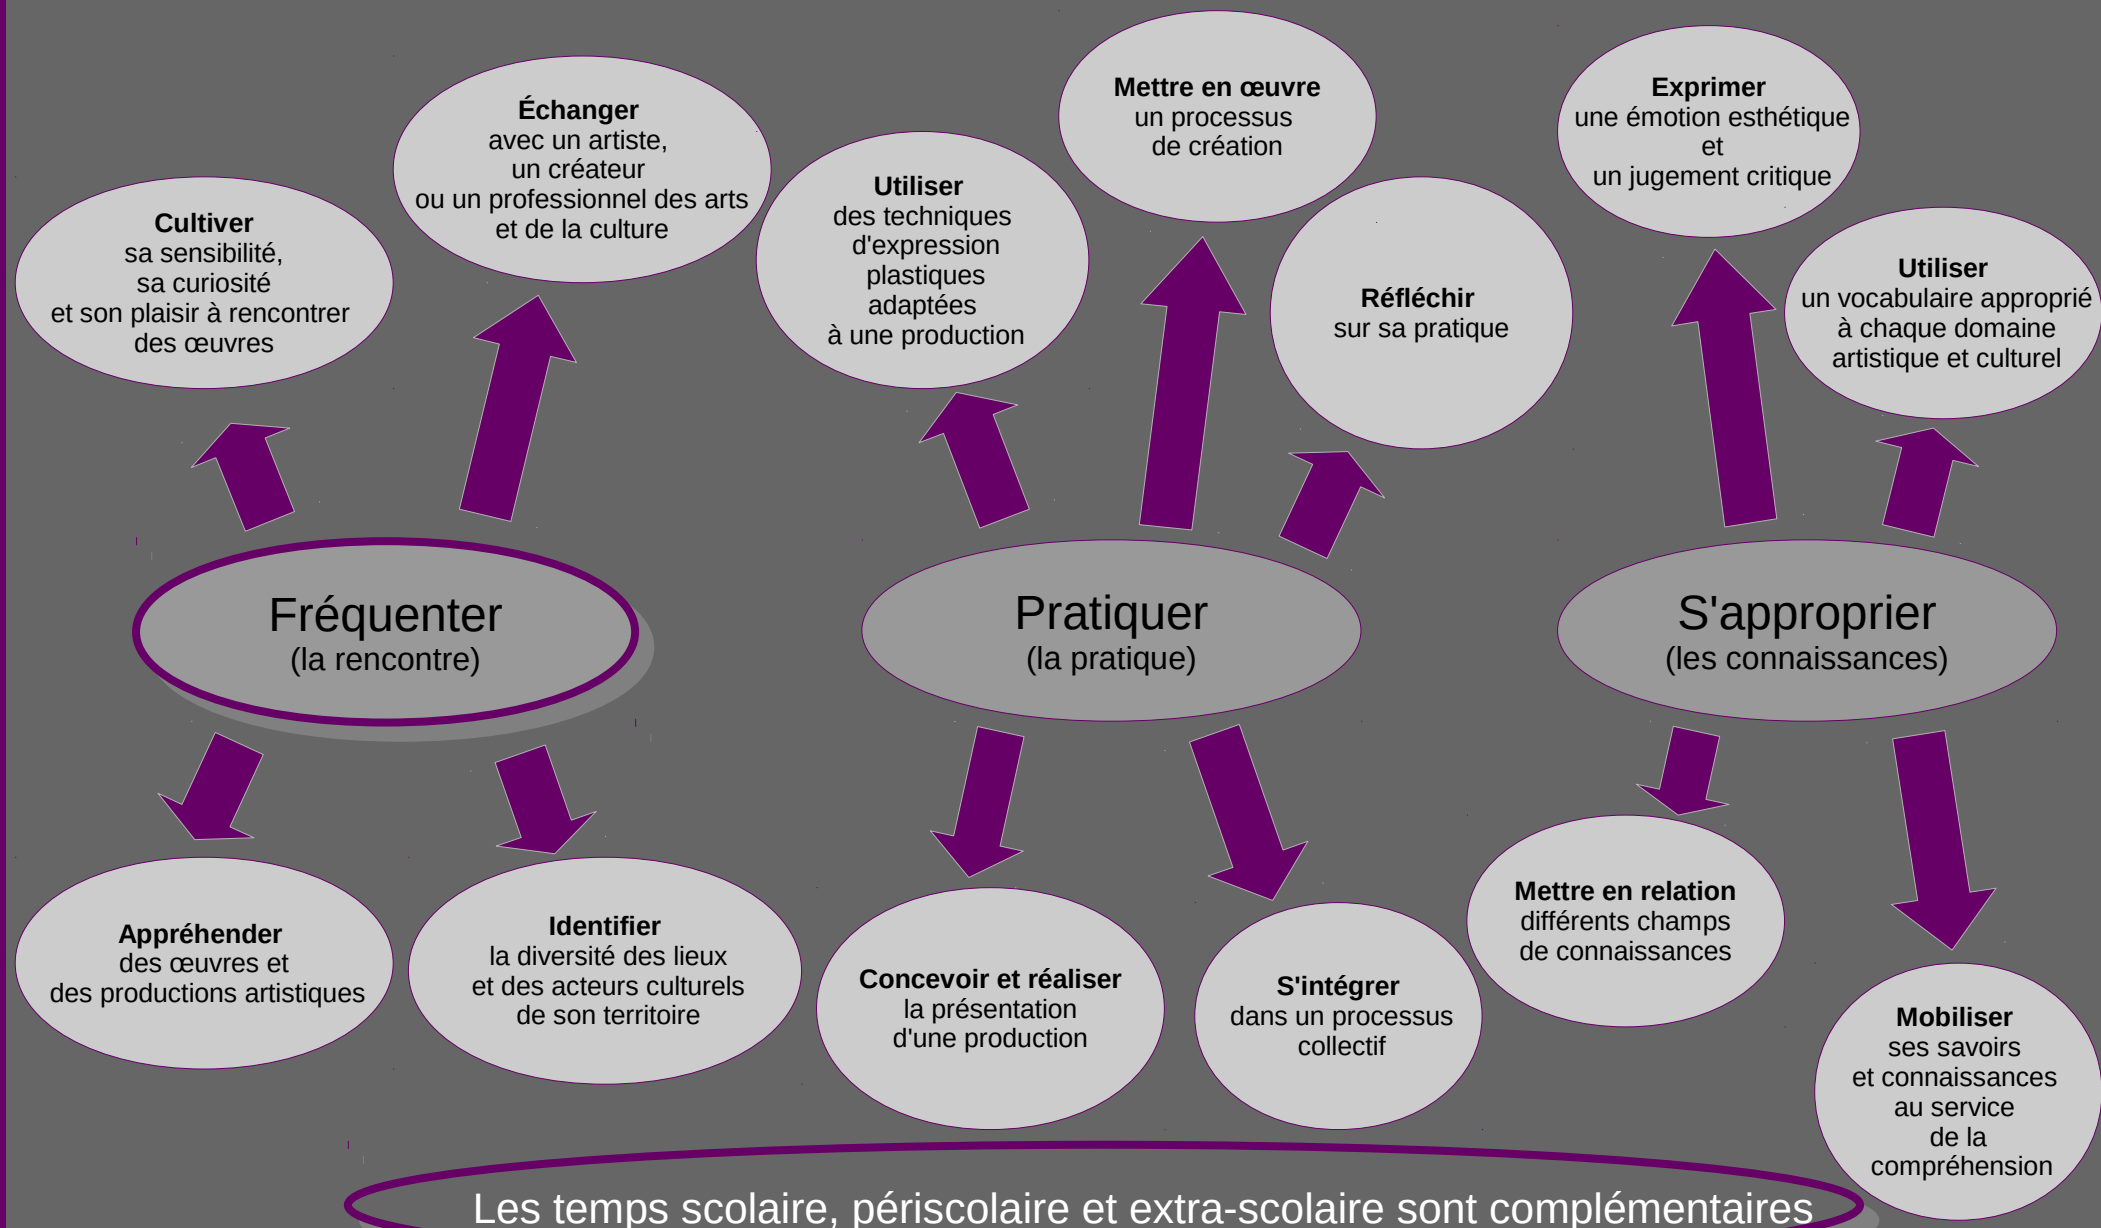 Échanger
avec un artiste,
un créateur
ou un professionnel des arts
et de la culture
Cultiver
sa sensibilité,
sa curiosité
et son plaisir à rencontrer
des œuvres
Fréquenter
(la rencontre)
Appréhender
des œuvres et
des productions artistiques
Identifier
la diversité des lieux
et des acteurs culturels
de son territoire
Mettre en œuvre
un processus
de création
Utiliser
des techniques
d'expression
plastiques
adaptées
à une production
Réfléchir
sur sa pratique
Pratiquer
(la pratique)
Concevoir et réaliser
la présentation
d'une production
S'intégrer
dans un processus
collectif
Exprimer
une émotion esthétique
et
un jugement critique
Utiliser
un vocabulaire approprié
à chaque domaine
artistique et culturel
S'approprier
(les connaissances)
Mettre en relation
différents champs
de connaissances
Mobiliser
ses savoirs
et connaissances
au service
de la
compréhension
Les temps scolaire, périscolaire et extra-scolaire sont complémentaires